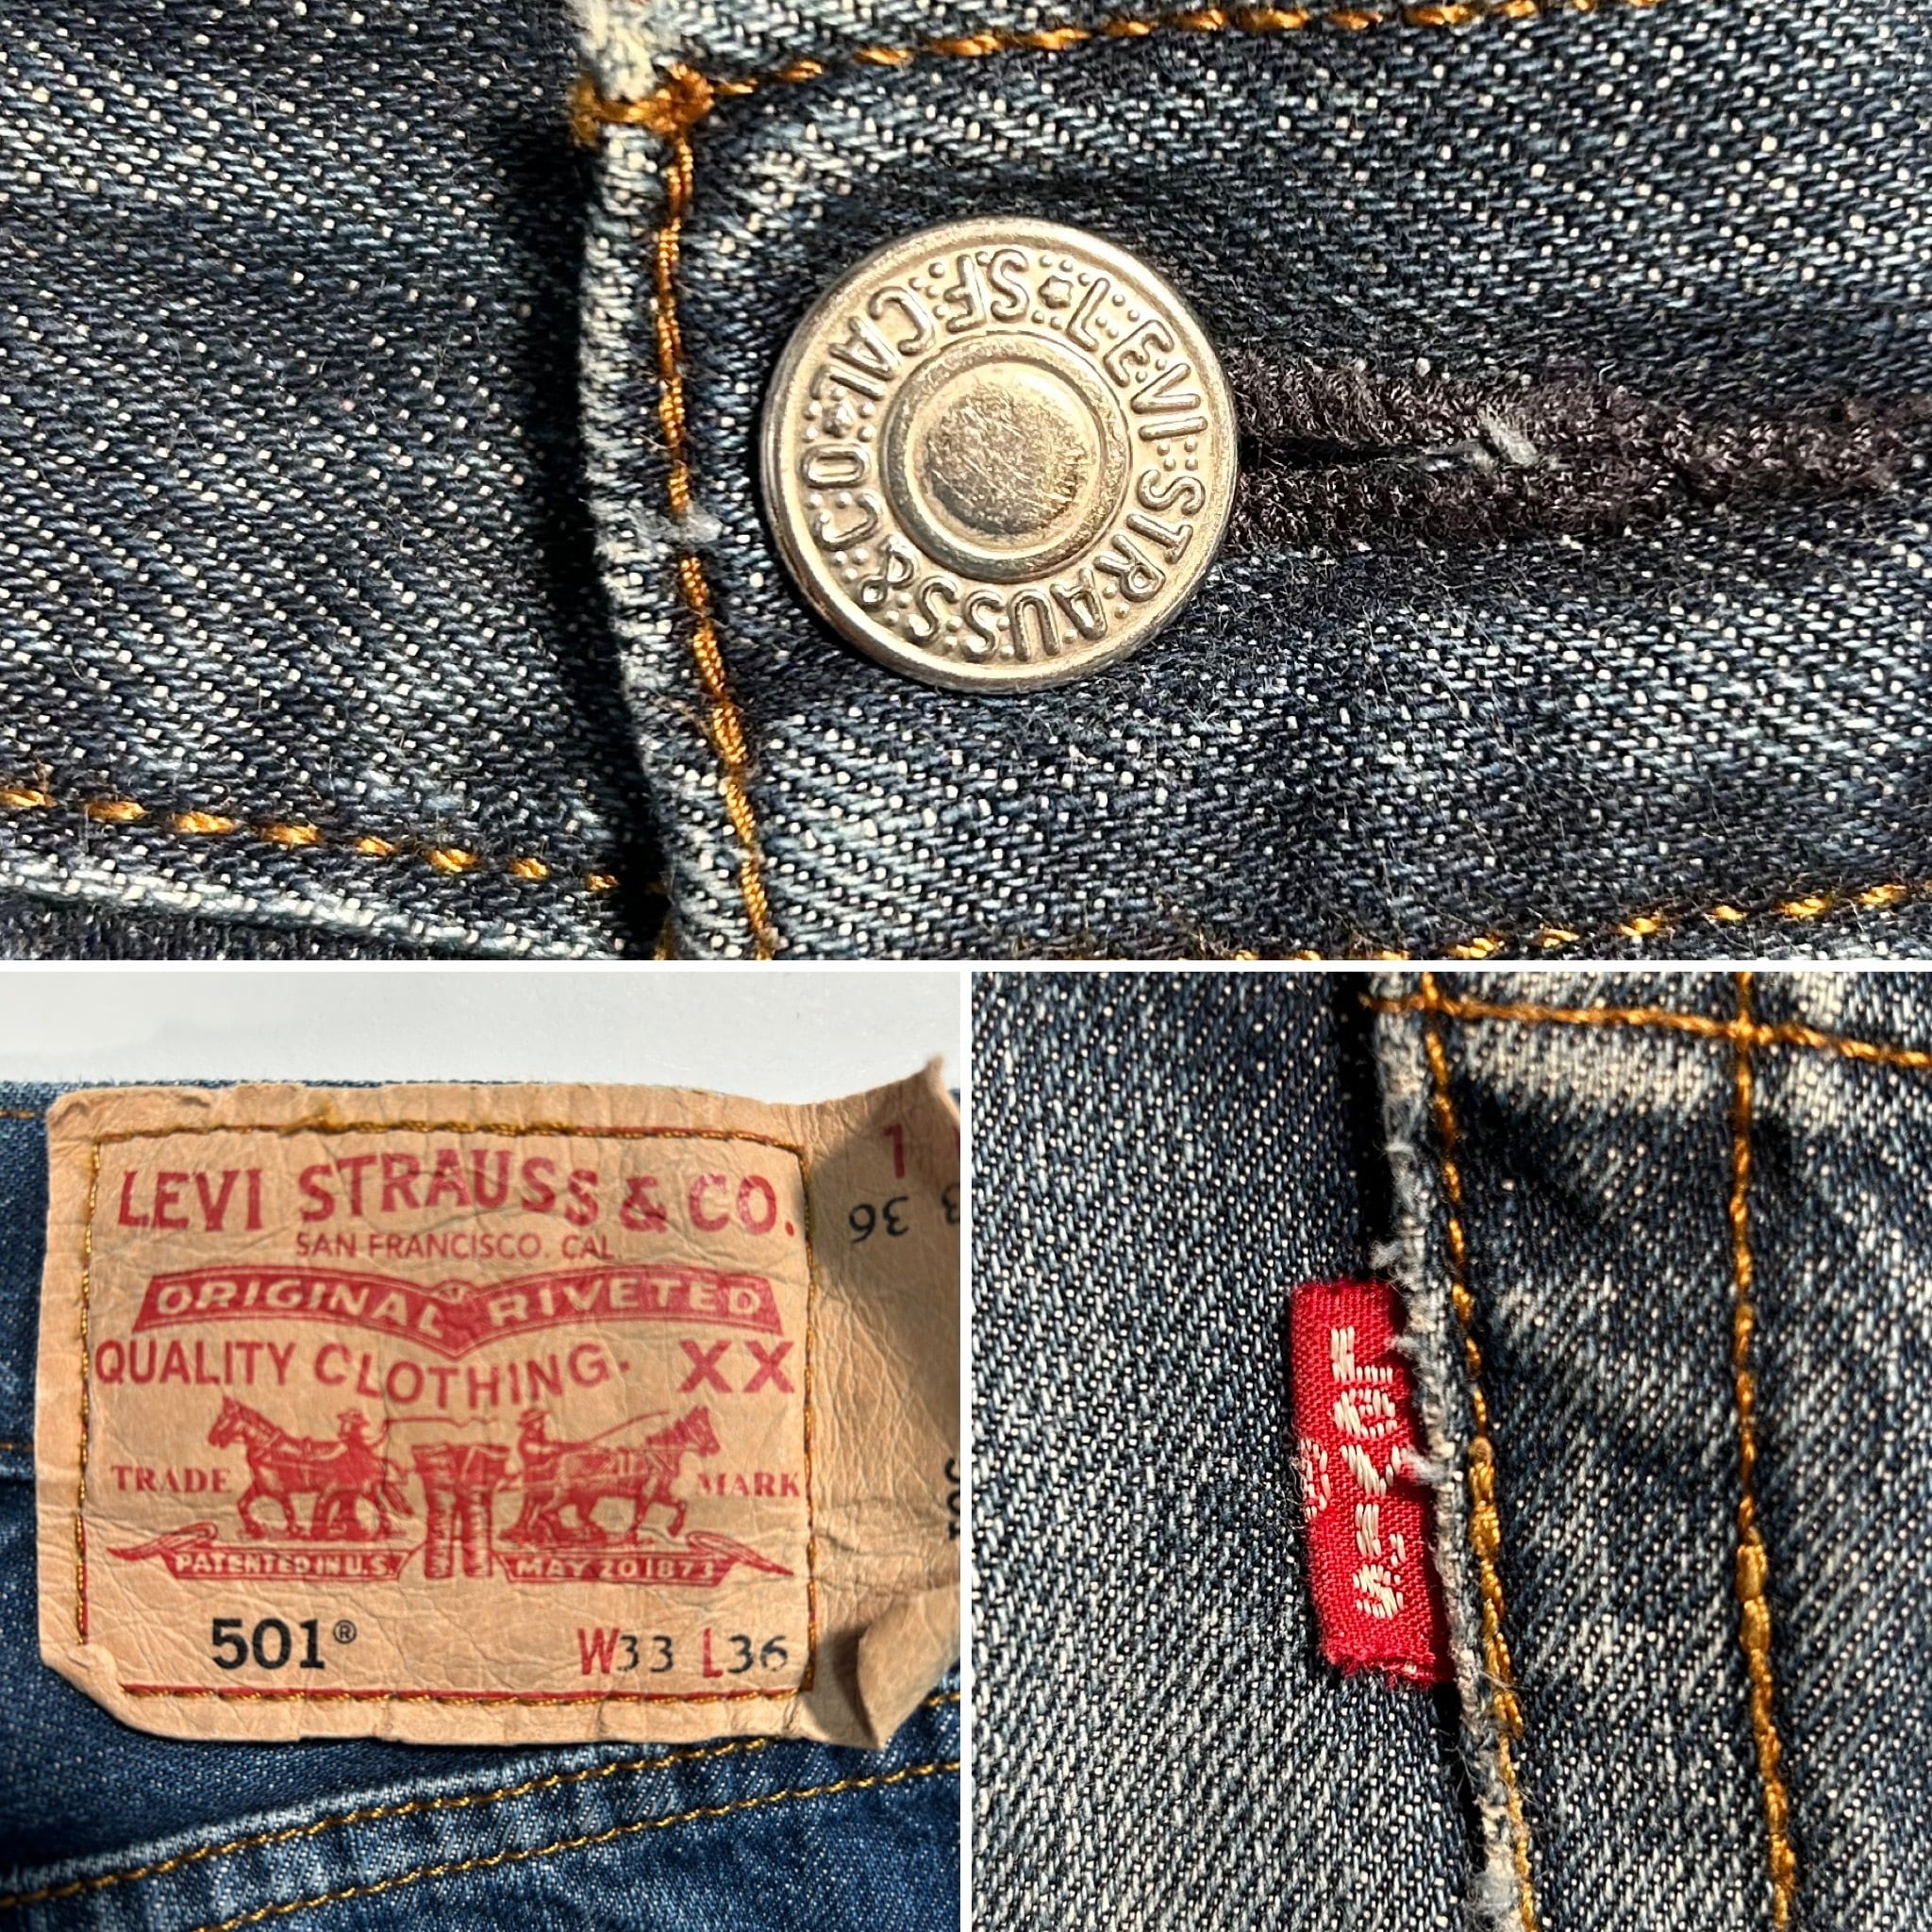 LEVI STRAUSS & CO. S.F. CAL.
LEVI STRAUSS & CO.
SAN FRANCISCO. CAL.
ORIGINAL RIVETED
QUALITY CLOTHING. XX
TRADE MARK
PATENTED IN U.S. MAY 20 1873
501® W33 L36
1
36
LEVI'S